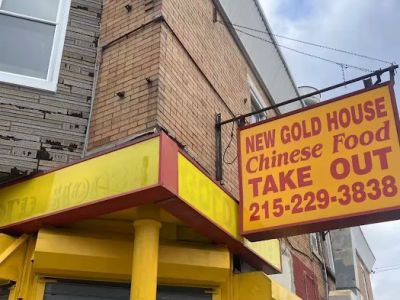 NEW GOLD HOUSE
Chinese Food
TAKE OUT
215-229-3838